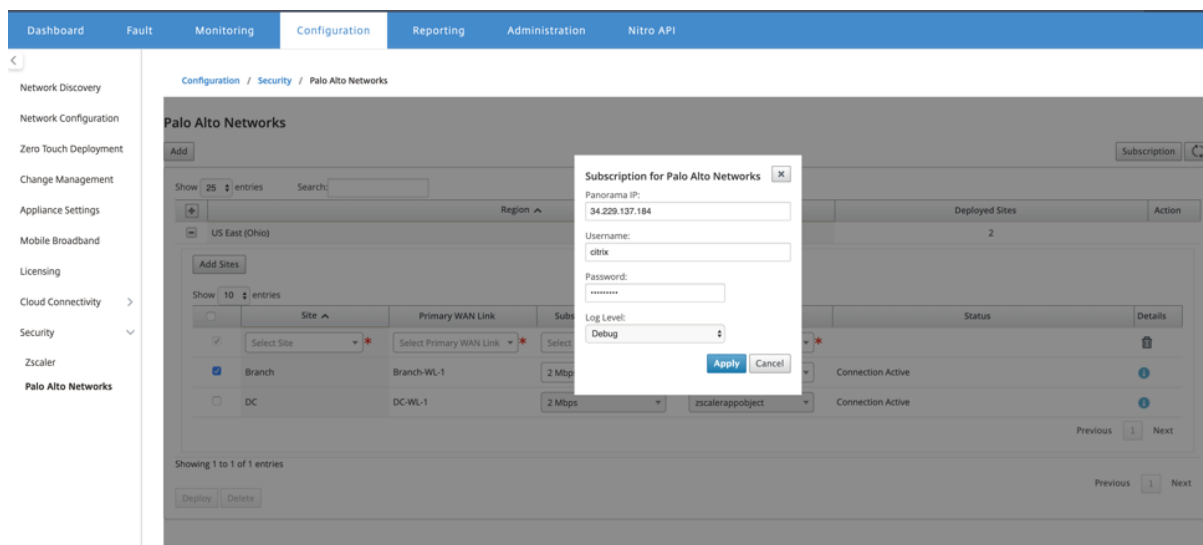 Dashboard Fault Monitoring Configuration Reporting Administration Nitro API
Network Discovery
Network Configuration
Zero Touch Deployment
Change Management
Appliance Settings
Mobile Broadband
Licensing
Cloud Connectivity
Security
Zscaler
Palo Alto Networks
Configuration / Security / Palo Alto Networks
Palo Alto Networks
Add
Subscription
Show 25 entries Search:
Region Deployed Sites Action
US East (Ohio) 2
Add Sites
Show 10 entries
Site Primary WAN Link Subs Status Details
Select Site * Select Primary WAN Link * Select *
Branch Branch-WL-1 2 Mbp Connection Active
DC DC-WL-1 2 Mbps zscalerappobject Connection Active
Previous 1 Next
Showing 1 to 1 of 1 entries
Previous 1 Next
Deploy Delete
Subscription for Palo Alto Networks
Panorama IP:
34.229.137.184
Username:
citrix
Password:
•••••••••
Log Level:
Debug
Apply Cancel